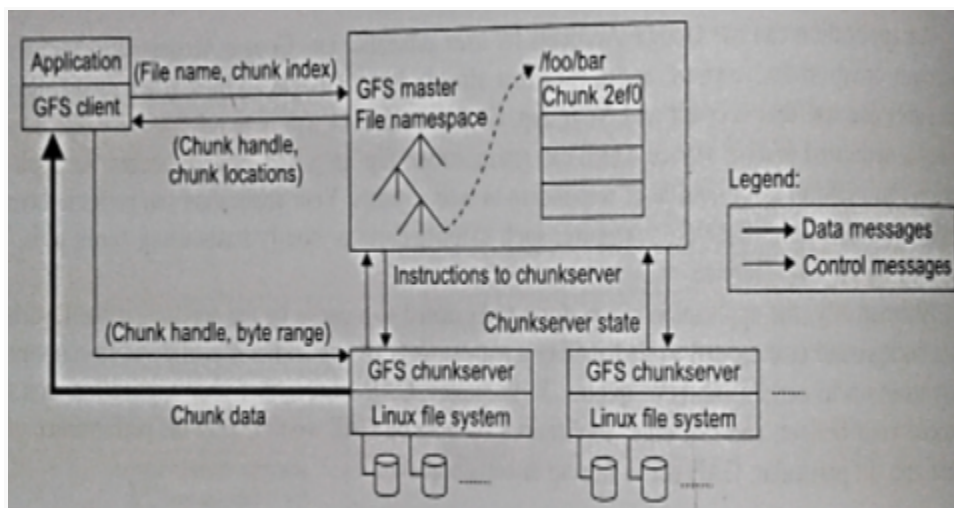 Application
GFS client
(File name, chunk index)
(Chunk handle,
chunk locations)
GFS master
File namespace
/foo/bar
Chunk 2ef0
Legend:
Data messages
Control messages
Instructions to chunkserver
Chunkserver state
(Chunk handle, byte range)
Chunk data
GFS chunkserver
Linux file system
GFS chunkserver
Linux file system